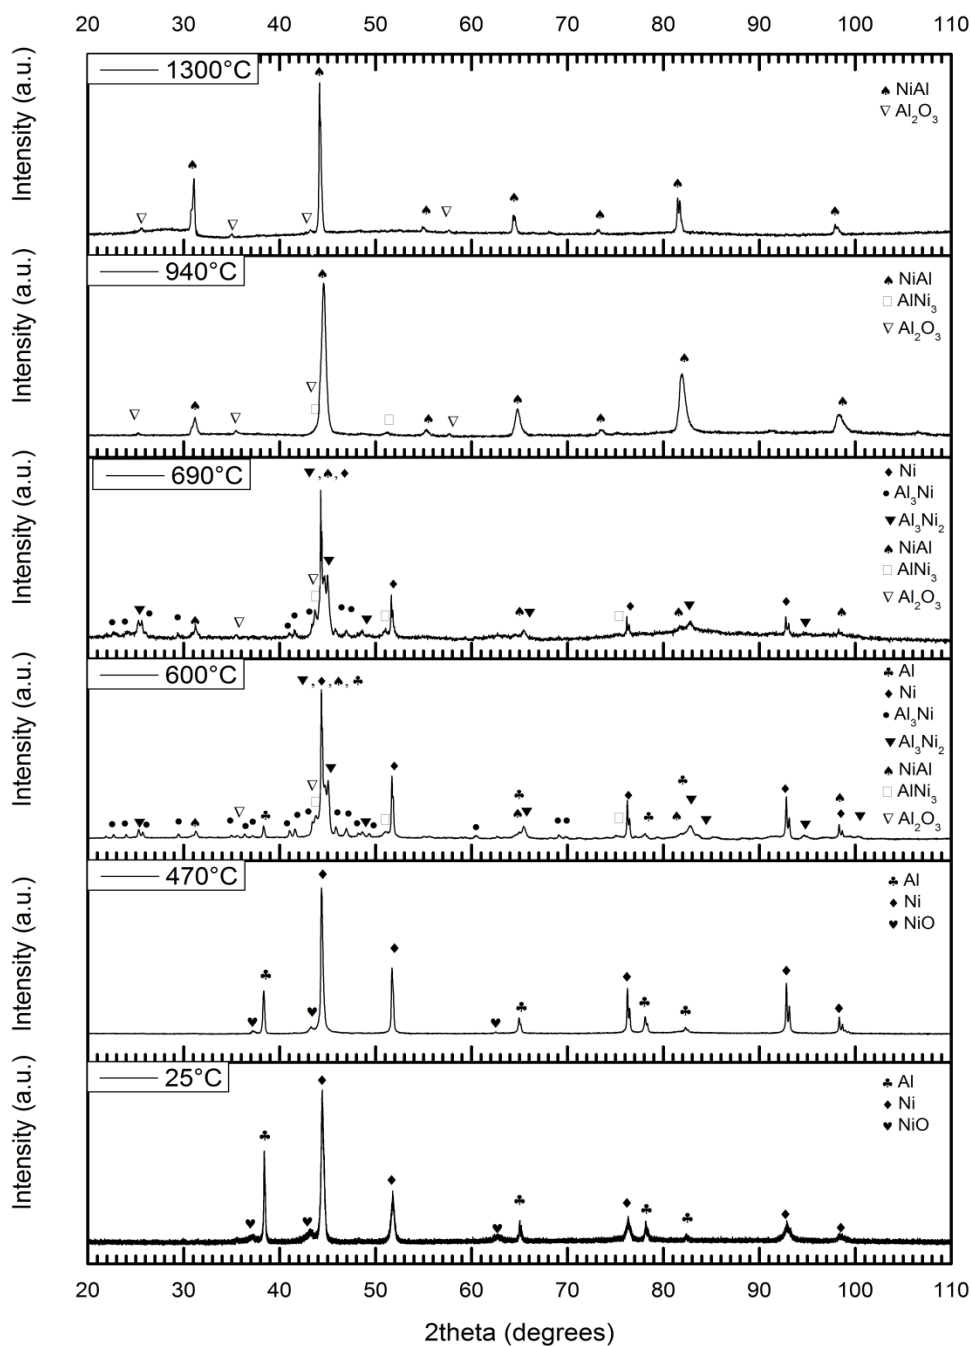 20 30 40 50 60 70 80 90 100 110
Intensity (a.u.)
1300°C
♠ NiAl
▽ Al₂O₃
Intensity (a.u.)
940°C
♠ NiAl
□ AlNi₃
▽ Al₂O₃
Intensity (a.u.)
690°C
▼,♠,♦
♦ Ni
● Al₃Ni
▼ Al₃Ni₂
♠ NiAl
□ AlNi₃
▽ Al₂O₃
Intensity (a.u.)
600°C
▼,♦,♠,♣
♣ Al
♦ Ni
● Al₃Ni
▼ Al₃Ni₂
♠ NiAl
□ AlNi₃
▽ Al₂O₃
Intensity (a.u.)
470°C
♣ Al
♦ Ni
♥ NiO
Intensity (a.u.)
25°C
♣ Al
♦ Ni
♥ NiO
20 30 40 50 60 70 80 90 100 110
2theta (degrees)